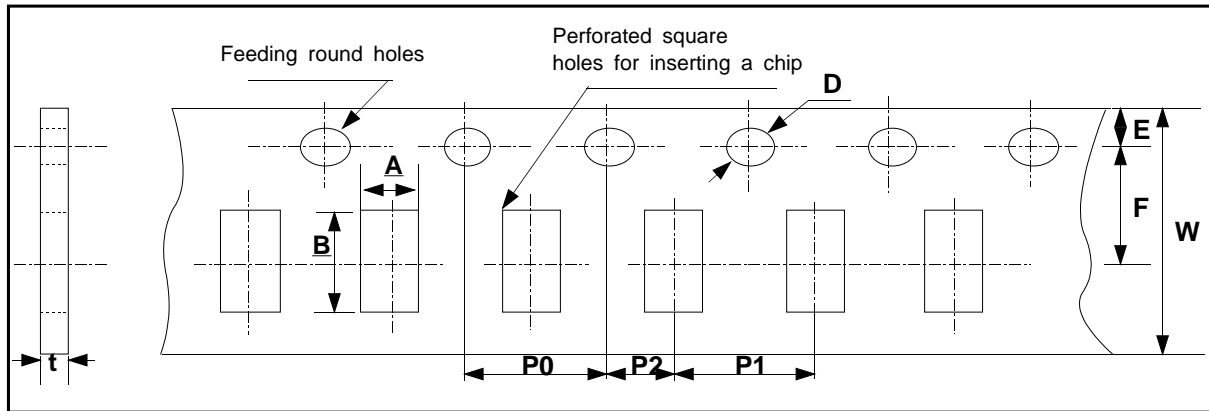 Feeding round holes
Perforated square
holes for inserting a chip
D
E
A
F
B
W
t
P0
P2
P1